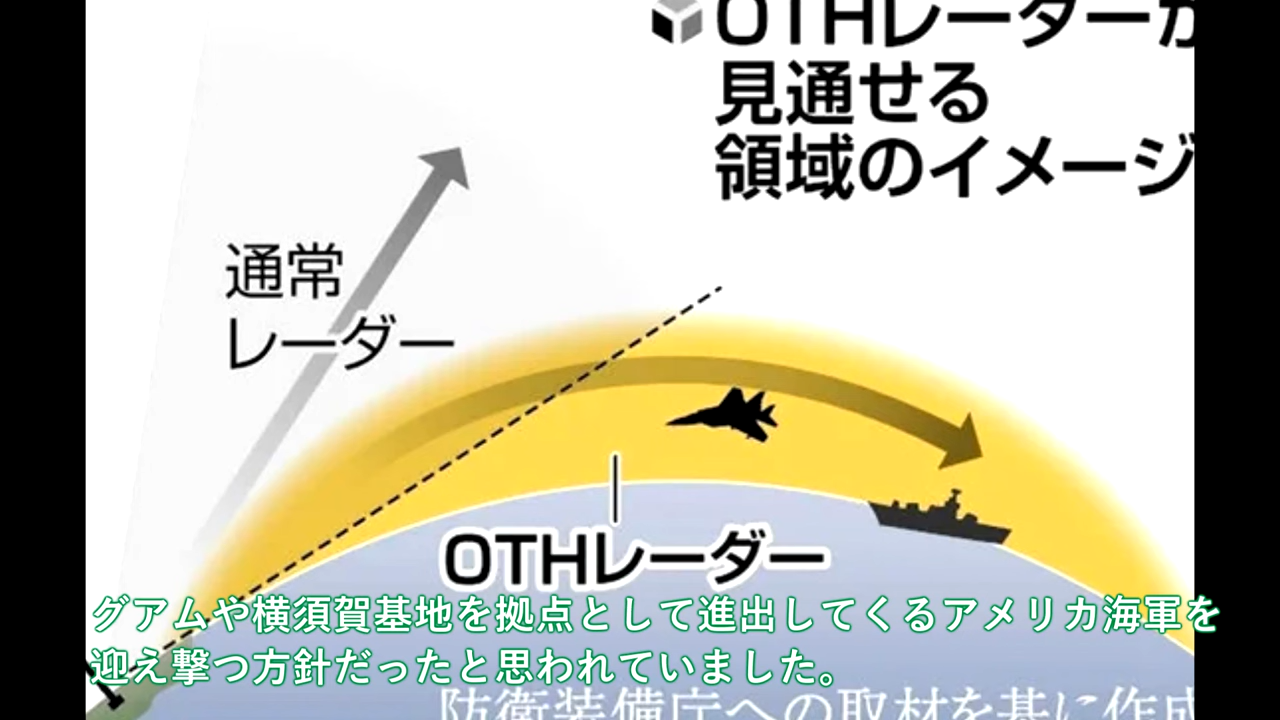 OTHレーダーが
見通せる
領域のイメージ
通常
レーダー
OTHレーダー
グアムや横須賀基地を拠点として進出してくるアメリカ海軍を
迎え撃つ方針だったと思われていました。
防衛装備庁への取材を基に作成